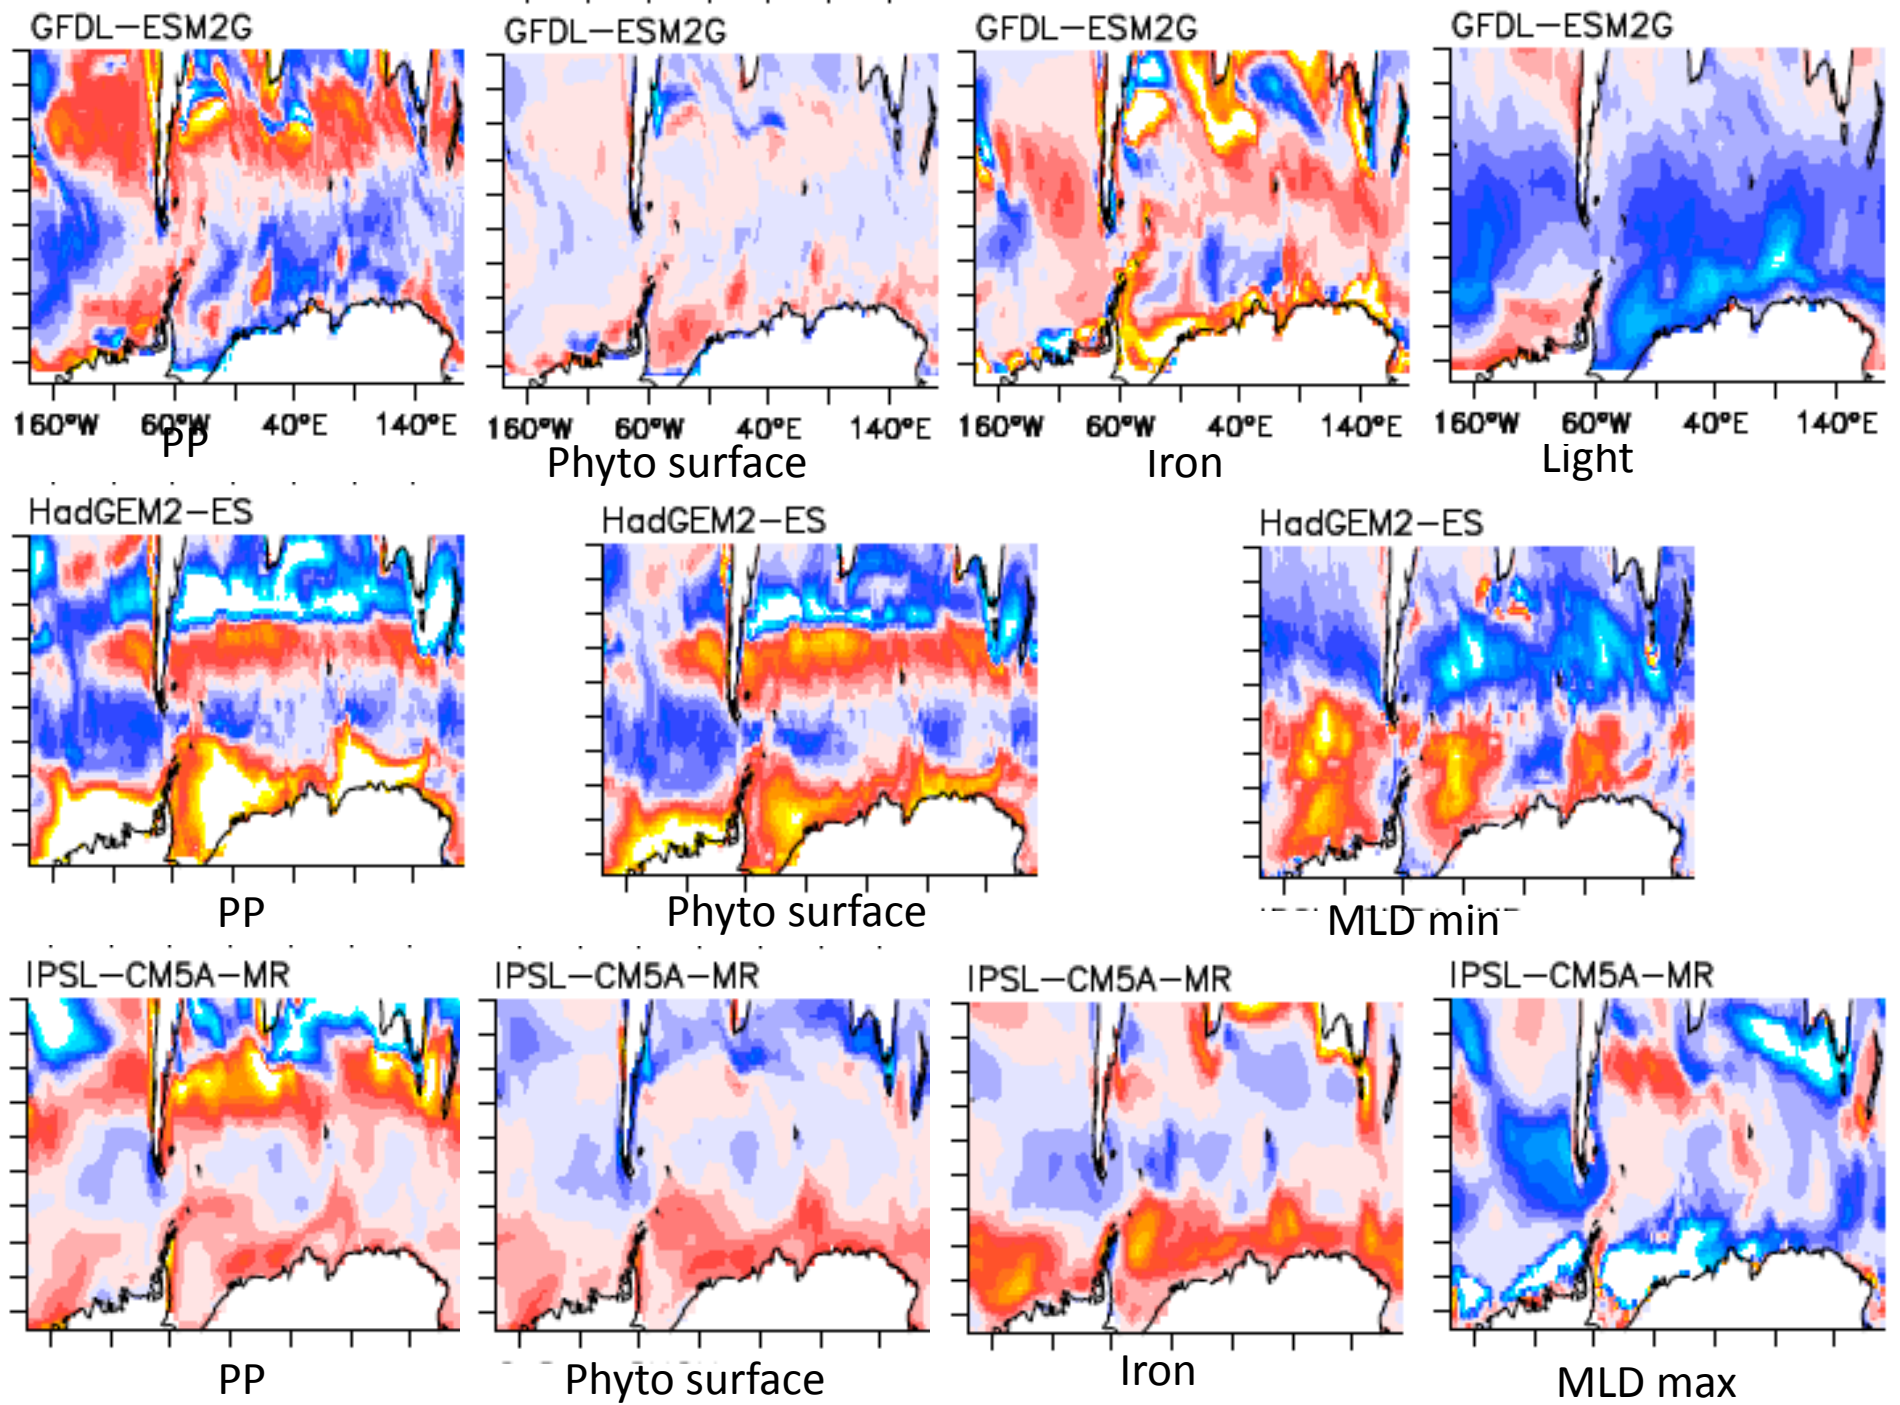 GFDL-ESM2G GFDL-ESM2G GFDL-ESM2G GFDL-ESM2G
160°W 60°W 40°E 140°E 160°W 60°W 40°E 140°E 160°W 60°W 40°E 140°E 160°W 60°W 40°E 140°E
PP Phyto surface Iron Light
HadGEM2-ES HadGEM2-ES HadGEM2-ES
PP Phyto surface MLD min
IPSL-CM5A-MR IPSL-CM5A-MR IPSL-CM5A-MR IPSL-CM5A-MR
PP Phyto surface Iron MLD max